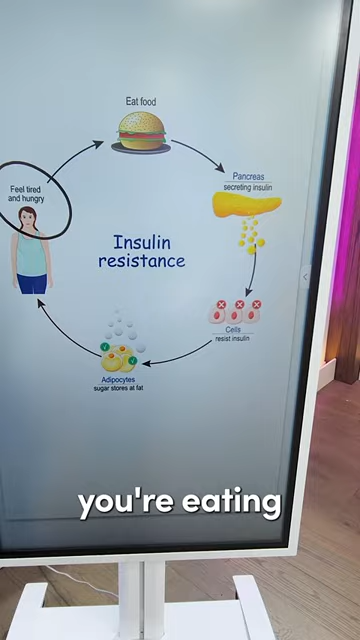 Eat food
Pancreas
secreting insulin
Feel tired
and hungry
Insulin
resistance
Cells
resist insulin
Adipocytes
sugar stores at fat
you're eating